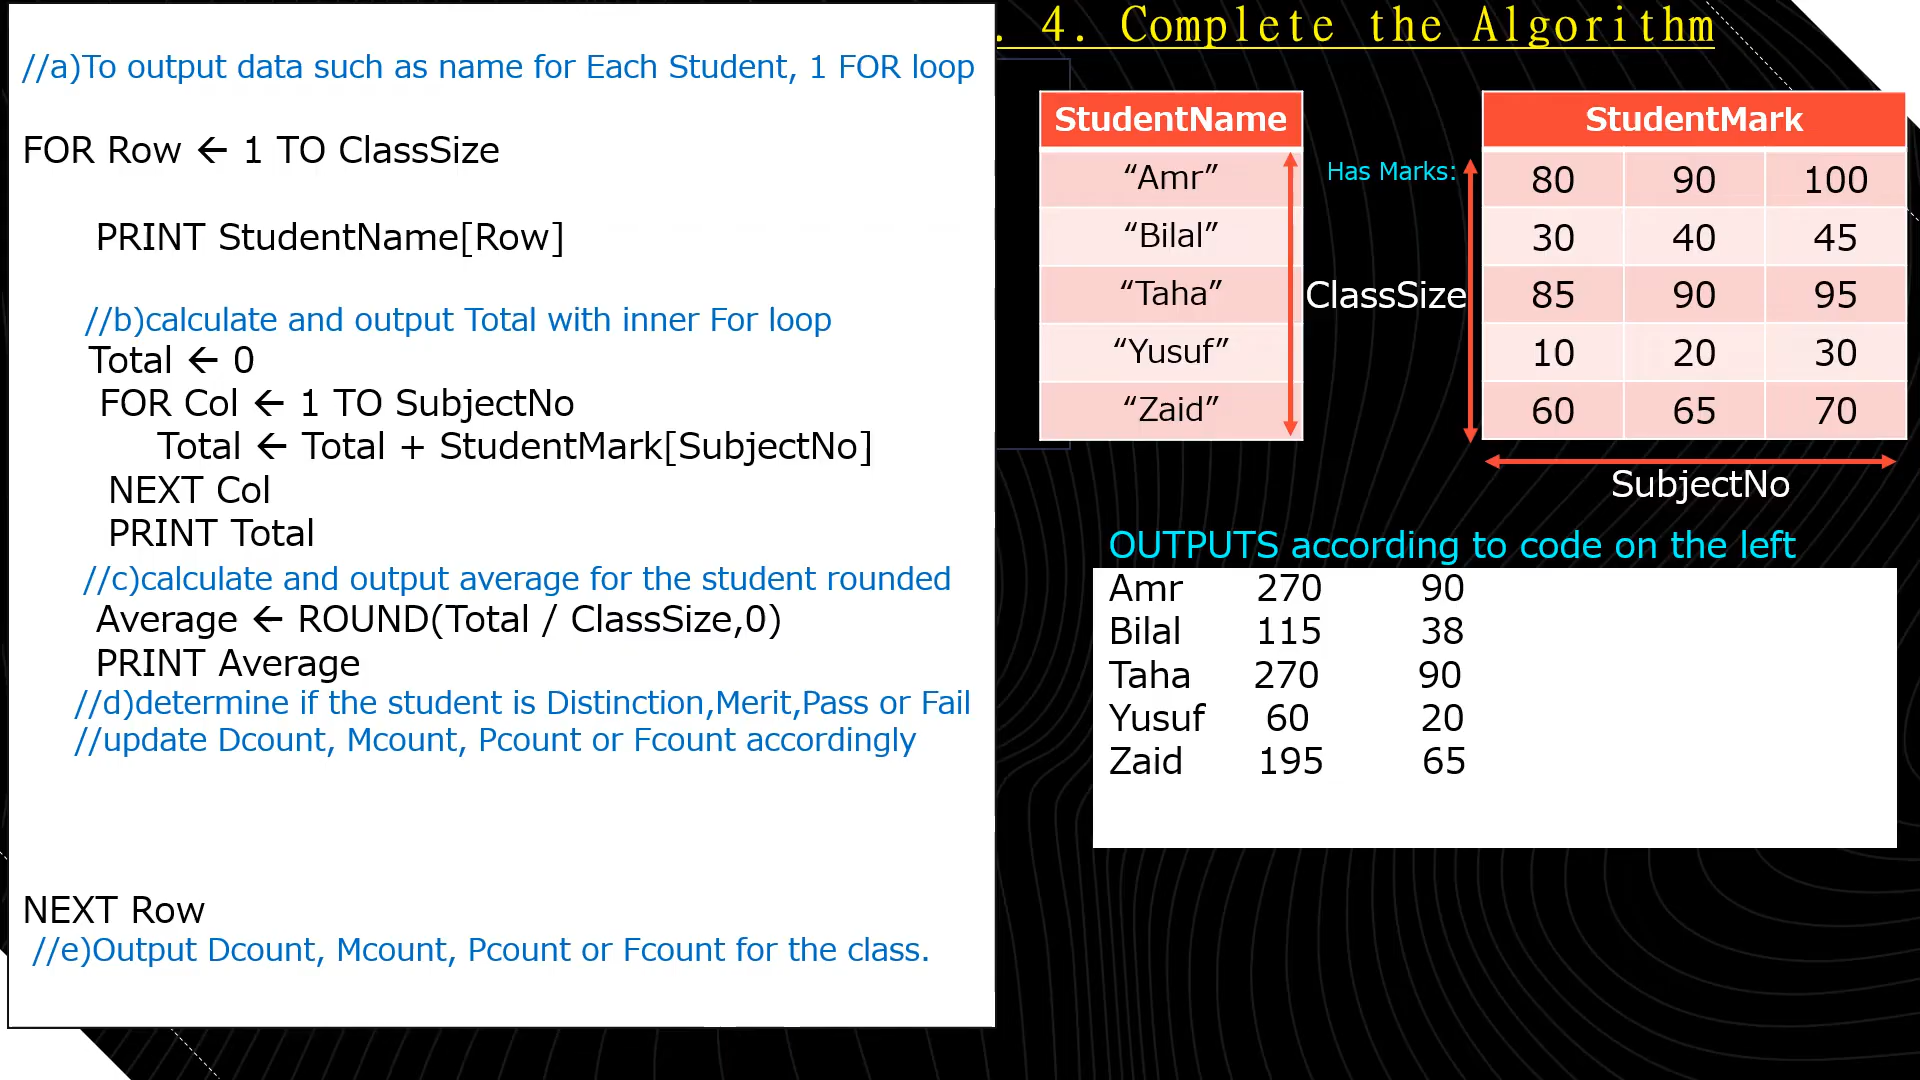 . 4. Complete the Algorithm
//a)To output data such as name for Each Student, 1 FOR loop
FOR Row ← 1 TO ClassSize
PRINT StudentName[Row]
//b)calculate and output Total with inner For loop
Total ← 0
FOR Col ← 1 TO SubjectNo
Total ← Total + StudentMark[SubjectNo]
NEXT Col
PRINT Total
//c)calculate and output average for the student rounded
Average ← ROUND(Total / ClassSize,0)
PRINT Average
//d)determine if the student is Distinction,Merit,Pass or Fail
//update Dcount, Mcount, Pcount or Fcount accordingly
NEXT Row
//e)Output Dcount, Mcount, Pcount or Fcount for the class.
StudentName
“Amr”
“Bilal”
“Taha”
“Yusuf”
“Zaid”
Has Marks:
ClassSize
StudentMark
80 90 100
30 40 45
85 90 95
10 20 30
60 65 70
SubjectNo
OUTPUTS according to code on the left
Amr 270 90
Bilal 115 38
Taha 270 90
Yusuf 60 20
Zaid 195 65